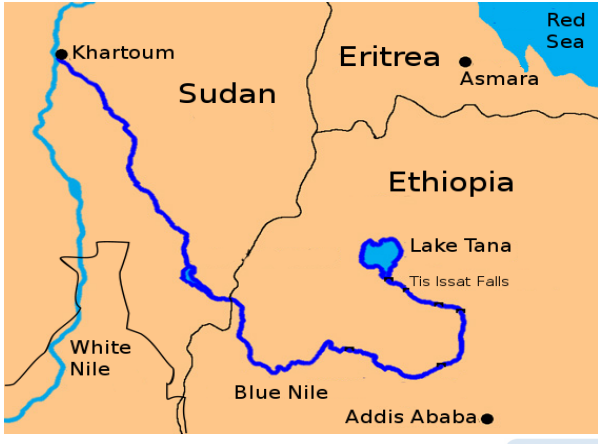 Red
Sea
Khartoum
Eritrea
Asmara
Sudan
Ethiopia
Lake Tana
Tis Issat Falls
White
Nile
Blue Nile
Addis Ababa